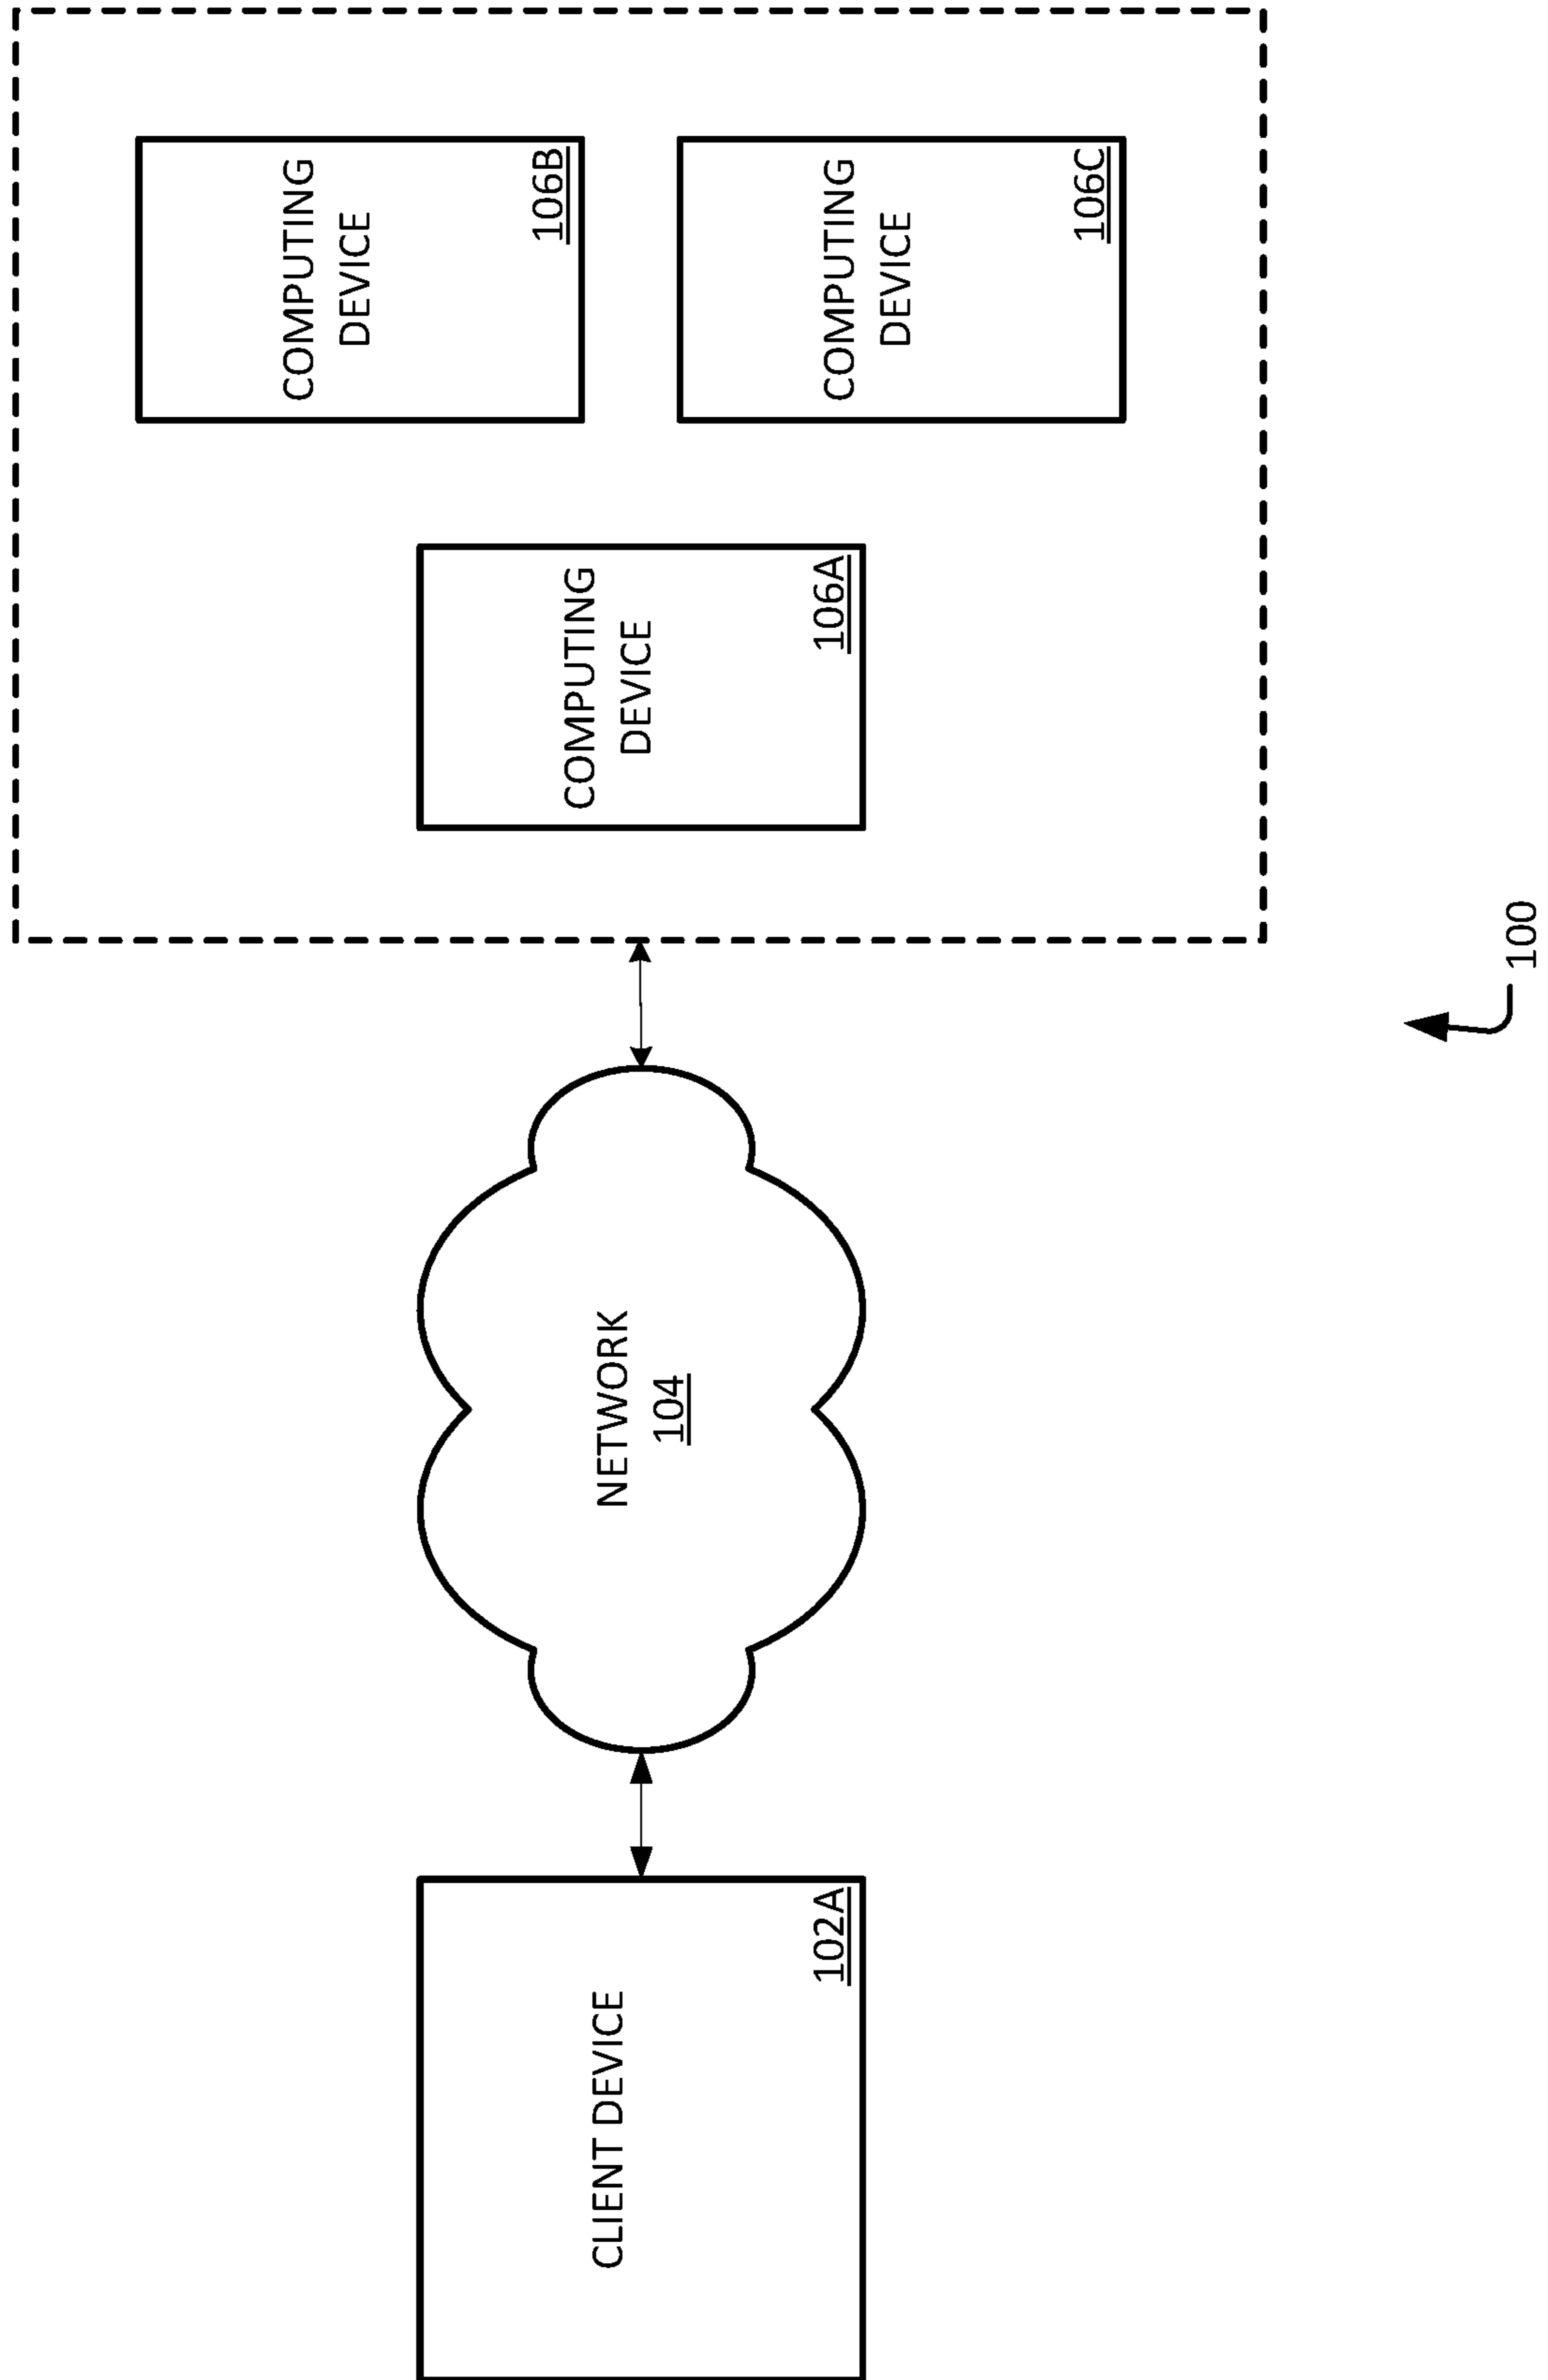 CLIENT DEVICE
102A
NETWORK
104
COMPUTING
DEVICE
106A
COMPUTING
DEVICE
106B
COMPUTING
DEVICE
106C
100